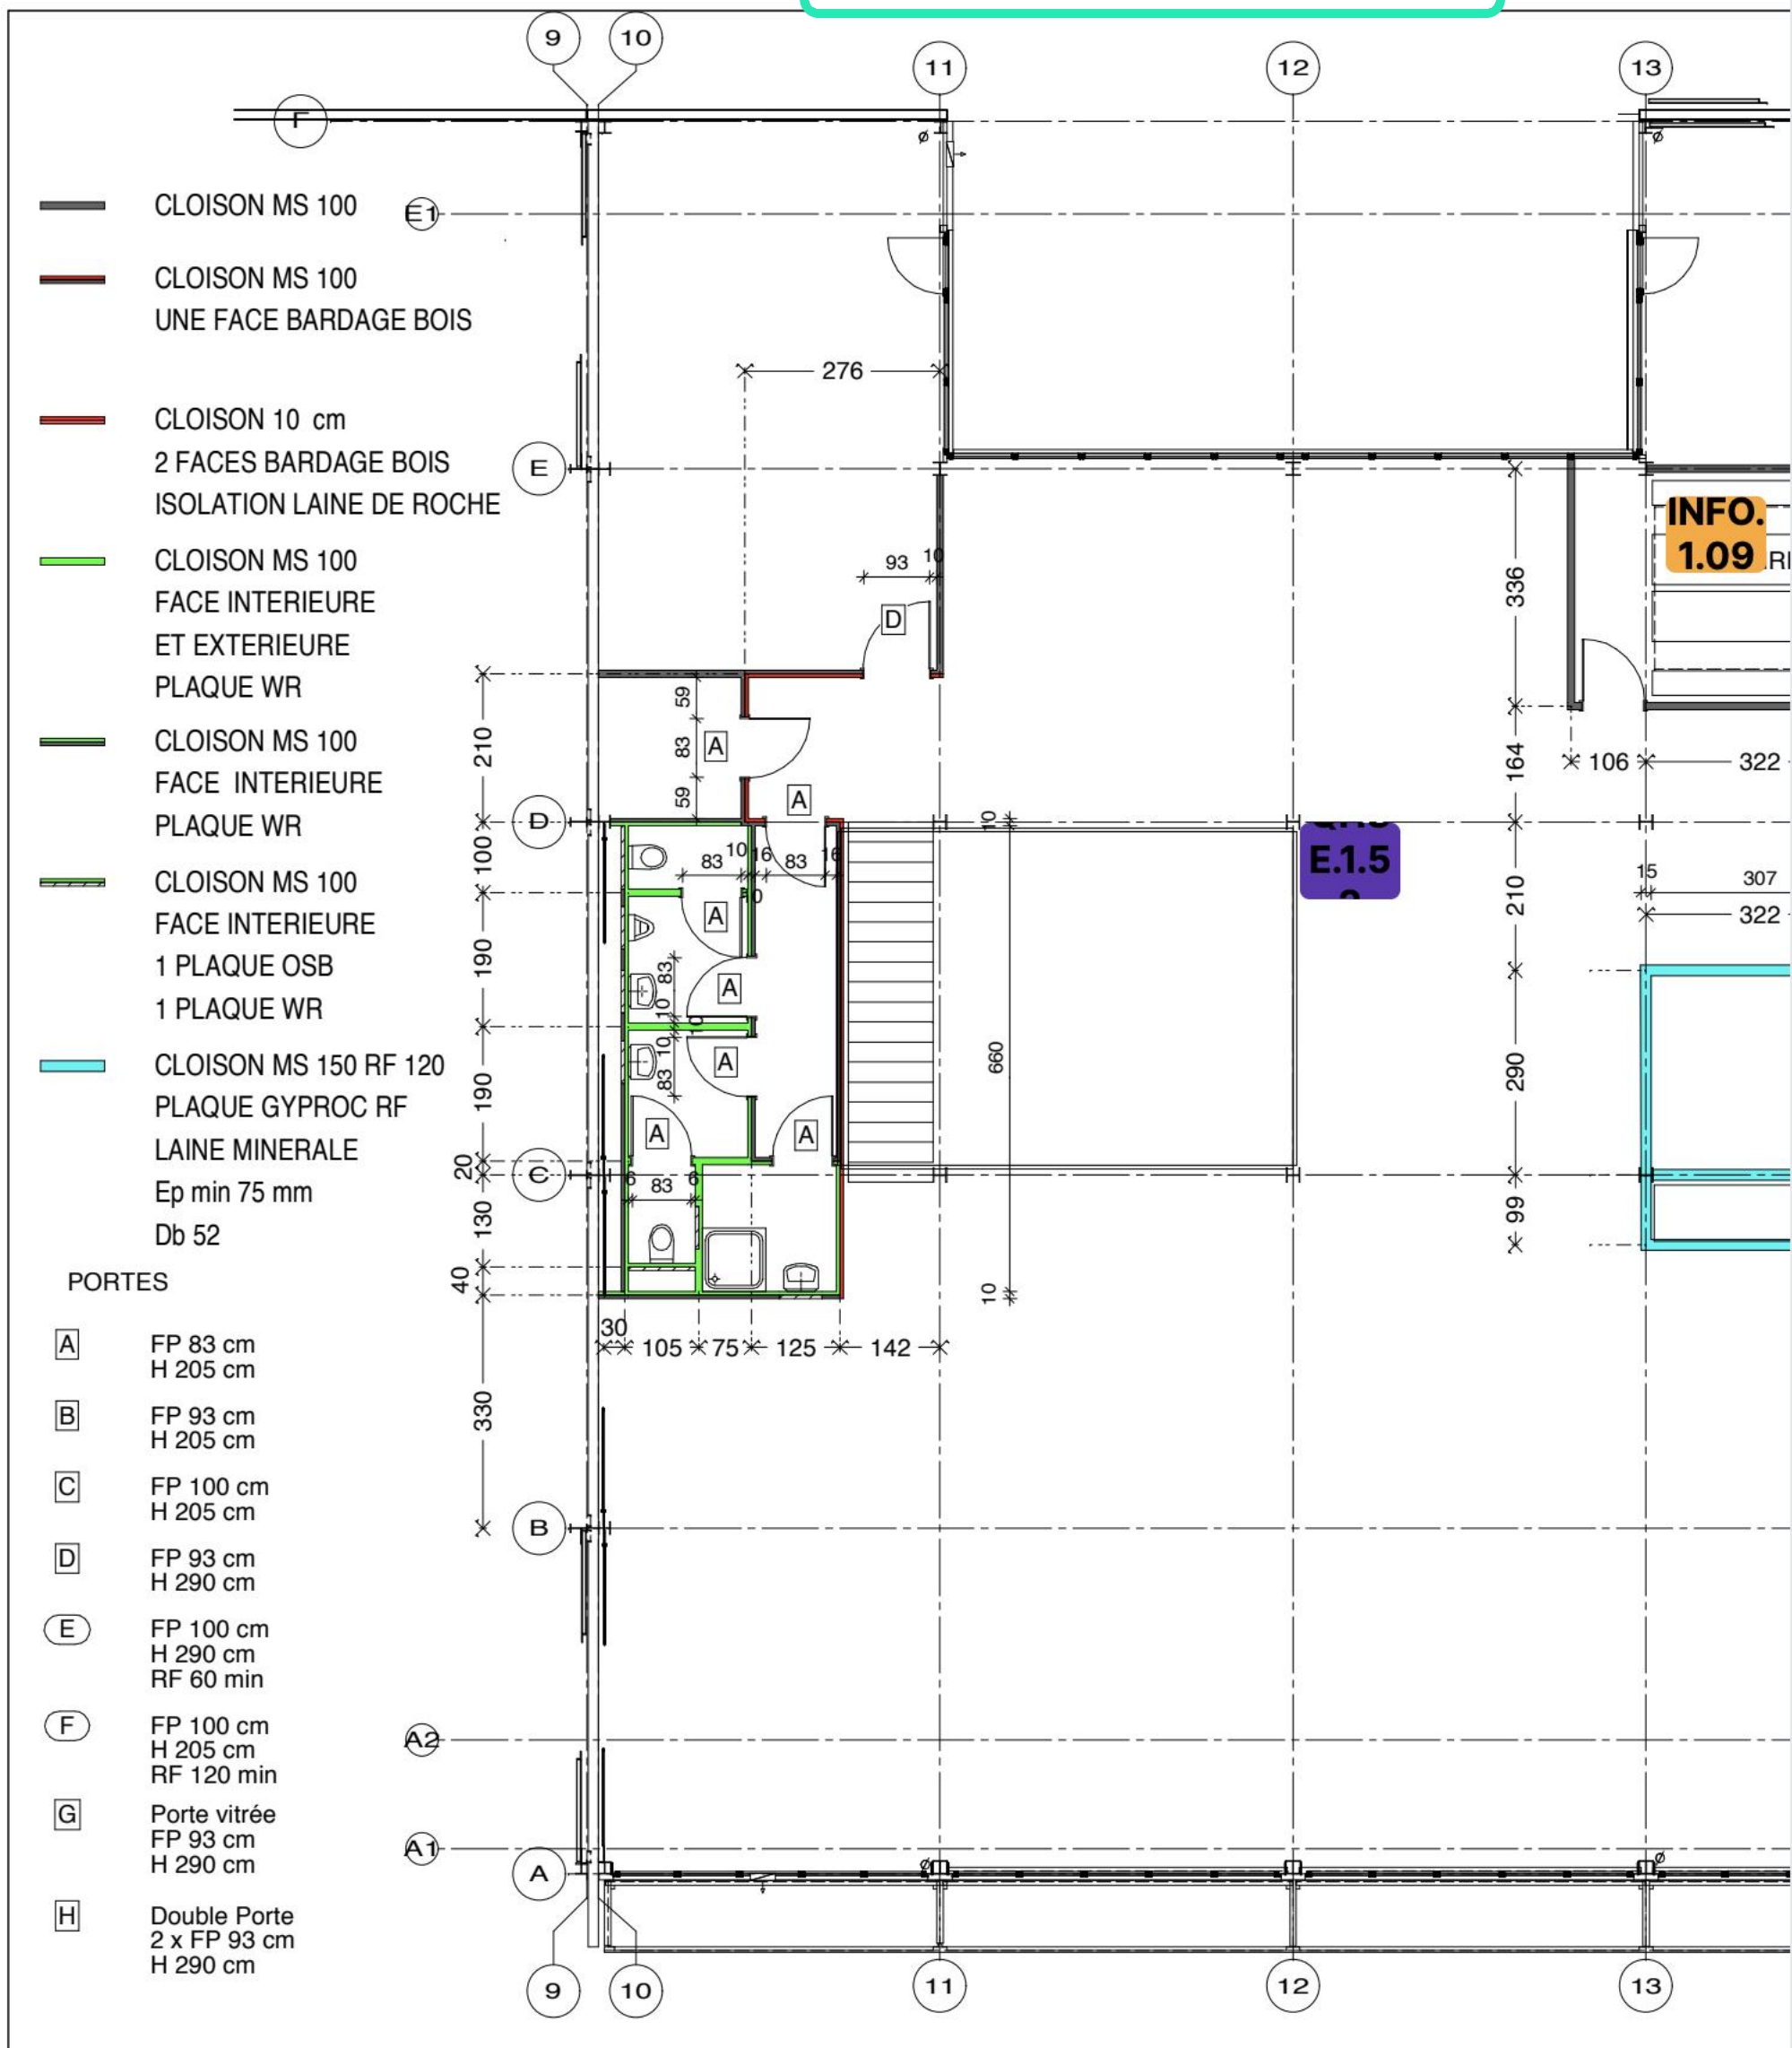 9
10
11
12
13
F
CLOISON MS 100
E1
CLOISON MS 100
UNE FACE BARDAGE BOIS
276
CLOISON 10 cm
2 FACES BARDAGE BOIS
ISOLATION LAINE DE ROCHE
E
INFO.
1.09
CLOISON MS 100
FACE INTERIEURE
ET EXTERIEURE
PLAQUE WR
93
10
D
336
CLOISON MS 100
FACE INTERIEURE
PLAQUE WR
210
59
83
59
A
A
164
106
322
D
CLOISON MS 100
FACE INTERIEURE
1 PLAQUE OSB
1 PLAQUE WR
100
190
83
10
16
83
16
10
A
83
10
A
10
E.1.5
210
15
307
322
CLOISON MS 150 RF 120
PLAQUE GYPROC RF
LAINE MINERALE
Ep min 75 mm
Db 52
190
10
83
A
A
A
10
660
10
290
20
C
6
83
6
130
40
99
30
105
75
125
142
330
PORTES
A
FP 83 cm
H 205 cm
B
FP 93 cm
H 205 cm
C
FP 100 cm
H 205 cm
B
D
FP 93 cm
H 290 cm
E
FP 100 cm
H 290 cm
RF 60 min
F
FP 100 cm
H 205 cm
RF 120 min
A2
G
Porte vitrée
FP 93 cm
H 290 cm
A1
A
H
Double Porte
2 x FP 93 cm
H 290 cm
9
10
11
12
13